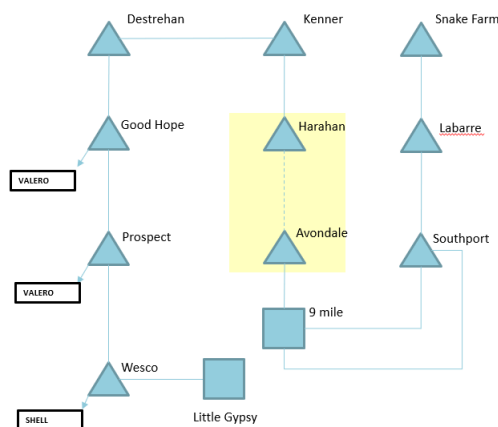 Destrehan
Kenner
Snake Farm
Good Hope
Harahan
Labarre
VALERO
Prospect
Avondale
Southport
VALERO
9 mile
Wesco
SHELL
Little Gypsy